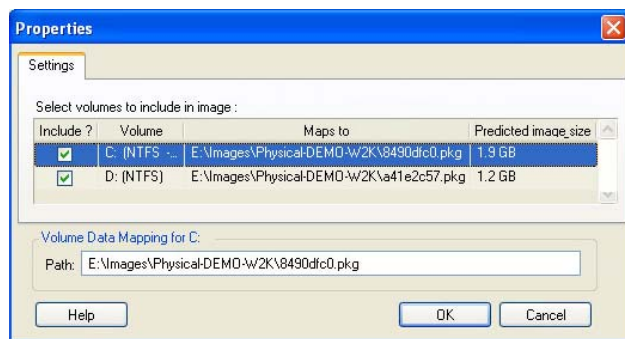 Properties
Settings
Select volumes to include in image :
Include ? Volume Maps to Predicted image_size
C: (NTFS -... E:\Images\Physical-DEMO-W2K\8490dfc0.pkg 1.9 GB
D: (NTFS) E:\Images\Physical-DEMO-W2K\a41e2c57.pkg 1.2 GB
Volume Data Mapping for C:
Path: E:\Images\Physical-DEMO-W2K\8490dfc0.pkg
Help OK Cancel